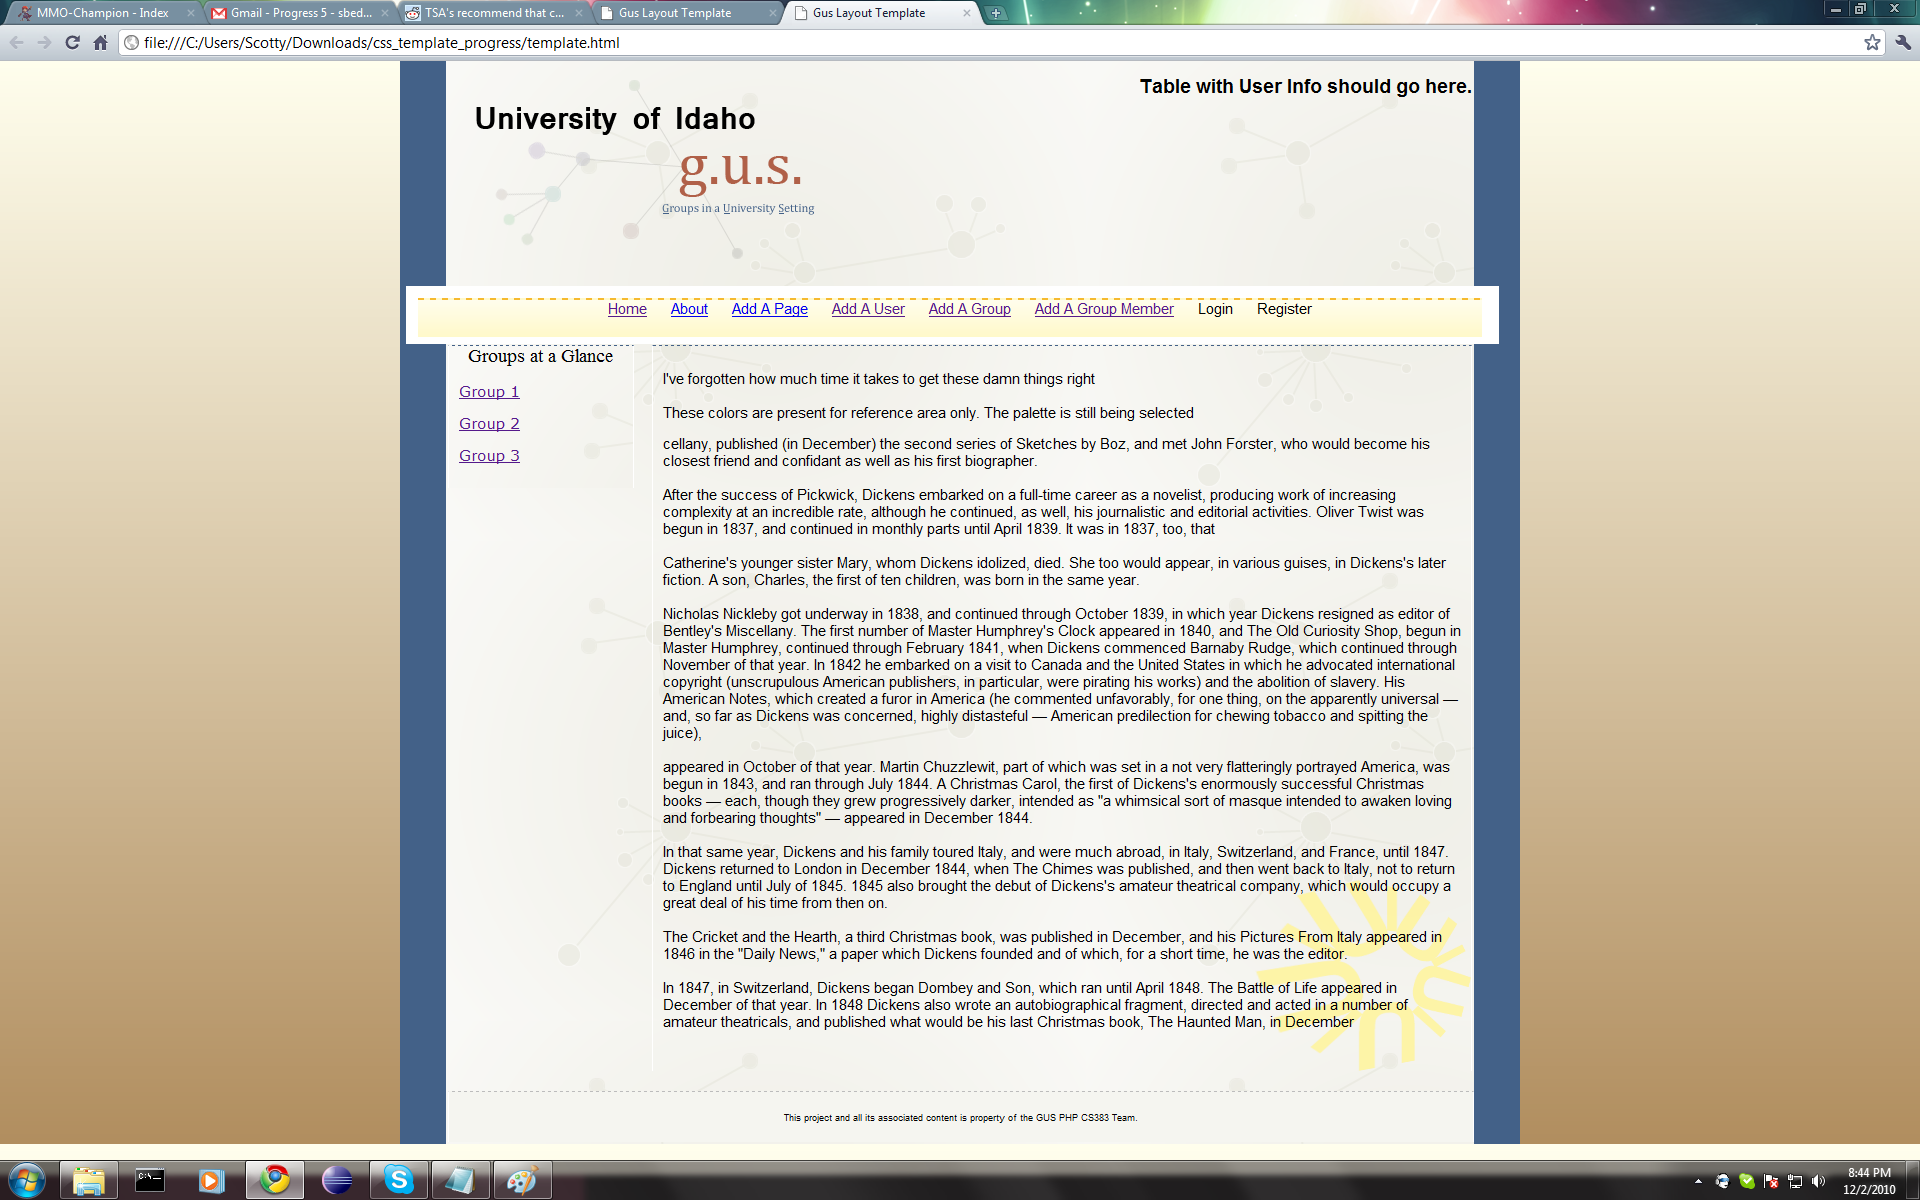 MMO-Champion - Index
Gmail - Progress 5 - sbed...
TSA's recommend that c...
Gus Layout Template
Gus Layout Template
file:///C:/Users/Scotty/Downloads/css_template_progress/template.html
Table with User Info should go here.
University of Idaho
g.u.s.
Groups in a University Setting
Home About Add A Page Add A User Add A Group Add A Group Member Login Register
Groups at a Glance
Group 1
Group 2
Group 3
I've forgotten how much time it takes to get these damn things right
These colors are present for reference area only. The palette is still being selected
cellany, published (in December) the second series of Sketches by Boz, and met John Forster, who would become his
closest friend and confidant as well as his first biographer.
After the success of Pickwick, Dickens embarked on a full-time career as a novelist, producing work of increasing
complexity at an incredible rate, although he continued, as well, his journalistic and editorial activities. Oliver Twist was
begun in 1837, and continued in monthly parts until April 1839. It was in 1837, too, that
Catherine's younger sister Mary, whom Dickens idolized, died. She too would appear, in various guises, in Dickens's later
fiction. A son, Charles, the first of ten children, was born in the same year.
Nicholas Nickleby got underway in 1838, and continued through October 1839, in which year Dickens resigned as editor of
Bentley's Miscellany. The first number of Master Humphrey's Clock appeared in 1840, and The Old Curiosity Shop, begun in
Master Humphrey, continued through February 1841, when Dickens commenced Barnaby Rudge, which continued through
November of that year. In 1842 he embarked on a visit to Canada and the United States in which he advocated international
copyright (unscrupulous American publishers, in particular, were pirating his works) and the abolition of slavery. His
American Notes, which created a furor in America (he commented unfavorably, for one thing, on the apparently universal —
and, so far as Dickens was concerned, highly distasteful — American predilection for chewing tobacco and spitting the
juice),
appeared in October of that year. Martin Chuzzlewit, part of which was set in a not very flatteringly portrayed America, was
begun in 1843, and ran through July 1844. A Christmas Carol, the first of Dickens's enormously successful Christmas
books — each, though they grew progressively darker, intended as "a whimsical sort of masque intended to awaken loving
and forbearing thoughts" — appeared in December 1844.
In that same year, Dickens and his family toured Italy, and were much abroad, in Italy, Switzerland, and France, until 1847.
Dickens returned to London in December 1844, when The Chimes was published, and then went back to Italy, not to return
to England until July of 1845. 1845 also brought the debut of Dickens's amateur theatrical company, which would occupy a
great deal of his time from then on.
The Cricket and the Hearth, a third Christmas book, was published in December, and his Pictures From Italy appeared in
1846 in the "Daily News," a paper which Dickens founded and of which, for a short time, he was the editor.
In 1847, in Switzerland, Dickens began Dombey and Son, which ran until April 1848. The Battle of Life appeared in
December of that year. In 1848 Dickens also wrote an autobiographical fragment, directed and acted in a number of
amateur theatricals, and published what would be his last Christmas book, The Haunted Man, in December
This project and all its associated content is property of the GUS PHP CS383 Team.
8:44 PM
12/2/2010